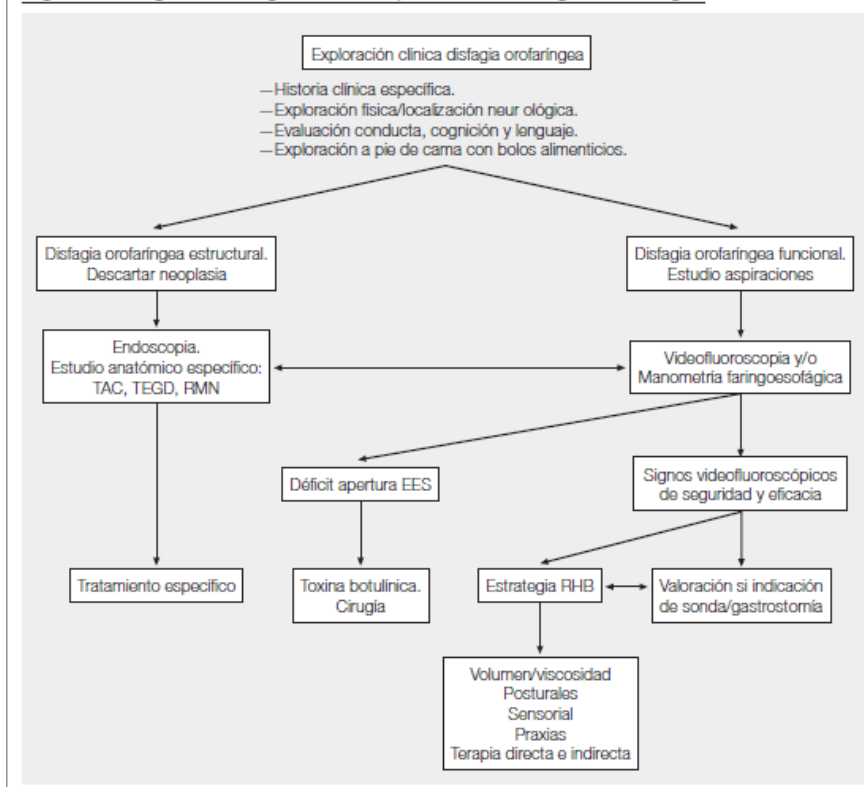 Exploración clínica disfagia orofaríngea
—Historia clínica específica.
—Exploración física/localización neur ológica.
—Evaluación conducta, cognición y lenguaje.
—Exploración a pie de cama con bolos alimenticios.
Disfagia orofaríngea estructural.
Descartar neoplasia
Disfagia orofaríngea funcional.
Estudio aspiraciones
Endoscopia.
Estudio anatómico específico:
TAC, TEGD, RMN
Videofluoroscopia y/o
Manometría faringoesofágica
Déficit apertura EES
Signos videofluoroscópicos
de seguridad y eficacia
Tratamiento específico
Toxina botulínica.
Cirugía
Estrategia RHB
Valoración si indicación
de sonda/gastrostomía
Volumen/viscosidad
Posturales
Sensorial
Praxias
Terapia directa e indirecta